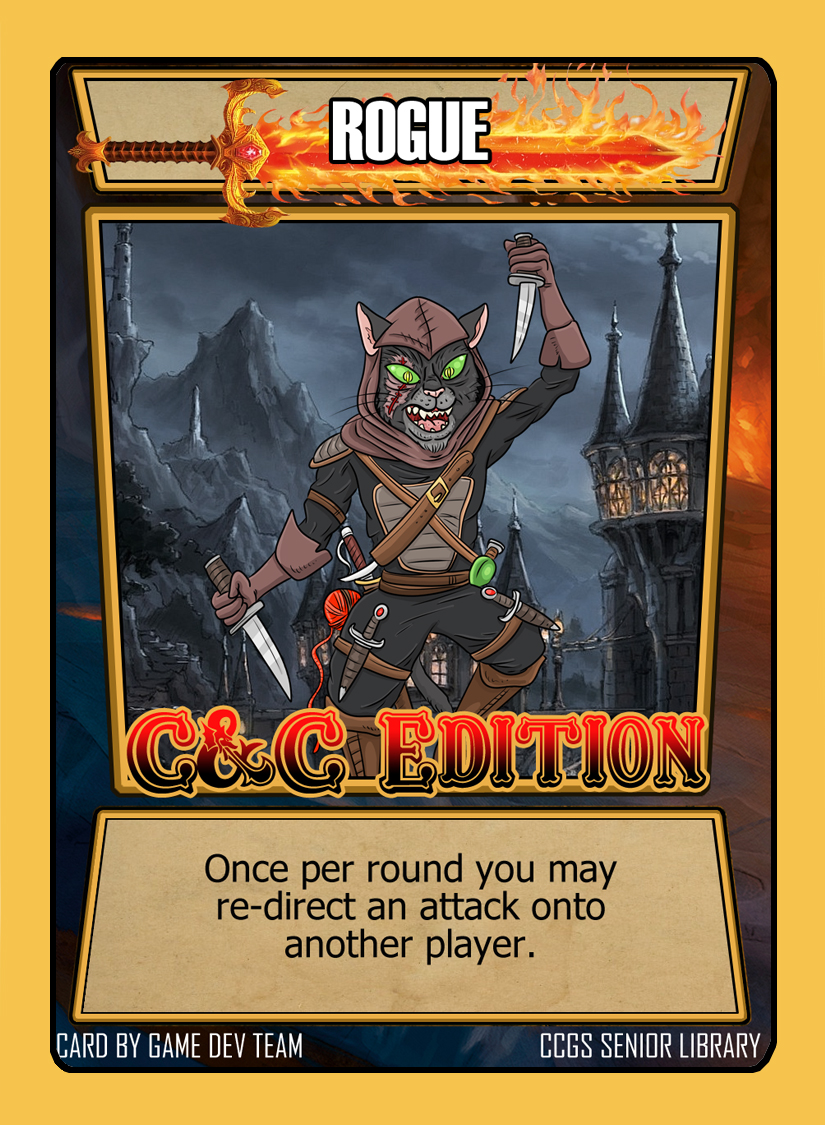 ROGUE
C&C EDITION
Once per round you may
re-direct an attack onto
another player.
CARD BY GAME DEV TEAM
CCGS SENIOR LIBRARY